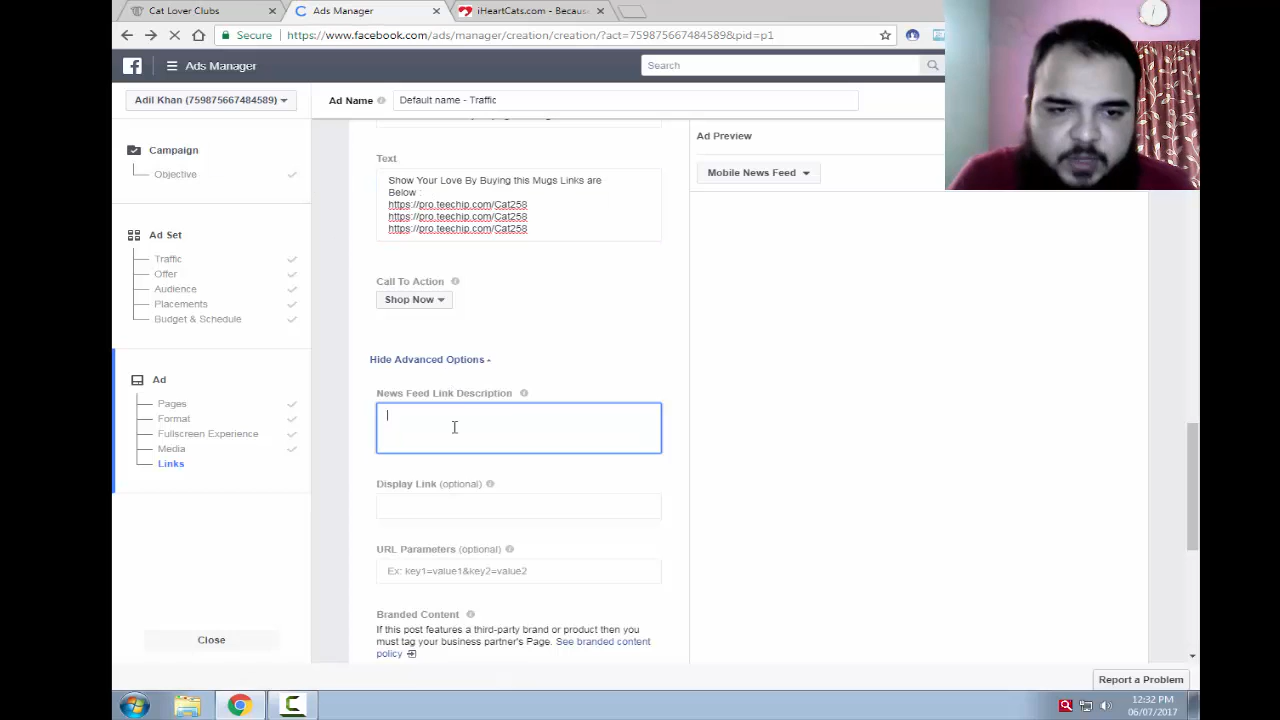 Cat Lover Clubs
Ads Manager
iHeartCats.com - Becaus
Secure
https://www.facebook.com/ads/manager/creation/creation/?act=759875667484589&pid=p1
Ads Manager
Search
Adil Khan (759875667484589)
Ad Name
Default name - Traffic
Campaign
Objective
Ad Set
Traffic
Offer
Audience
Placements
Budget & Schedule
Ad
Pages
Format
Fullscreen Experience
Media
Links
Close
Text
Show Your Love By Buying this Mugs Links are
Below :
https://pro.teechip.com/Cat258
https://pro.teechip.com/Cat258
https://pro.teechip.com/Cat258
Call To Action
Shop Now
Hide Advanced Options
News Feed Link Description
Display Link (optional)
URL Parameters (optional)
Ex: key1=value1&key2=value2
Branded Content
If this post features a third-party brand or product then you
must tag your business partner's Page. See branded content
policy
Ad Preview
Mobile News Feed
Report a Problem
12:32 PM
06/07/2017